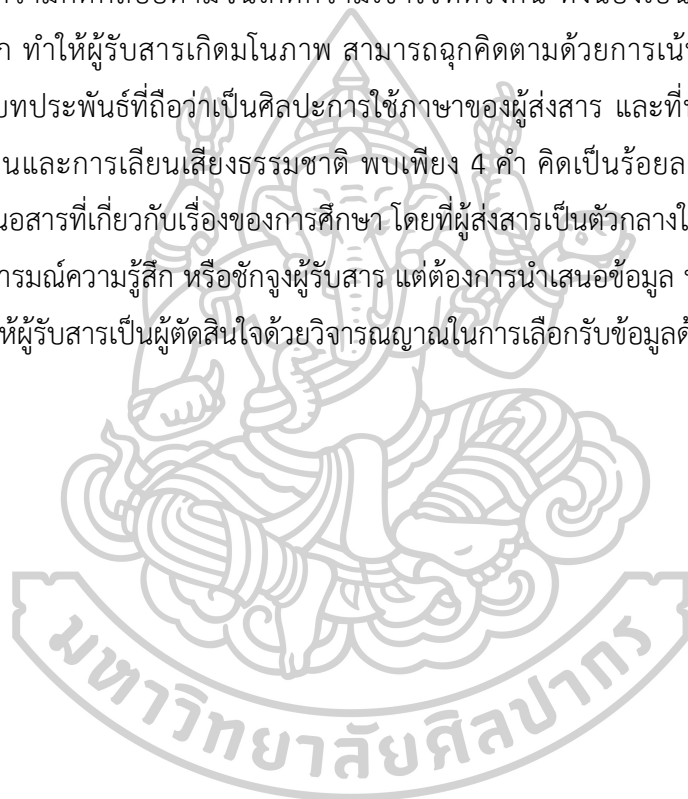 ก ทำให้ผู้รับสารเกิดมโนภาพ สามารถฉุกคิดตามด้วยการเน้น
บทประพันธ์ที่ถือว่าเป็นศิลปะการใช้ภาษาของผู้ส่งสาร และที่พ
นและการเลียนเสียงธรรมชาติ พบเพียง 4 คำ คิดเป็นร้อยล
นอสารที่เกี่ยวกับเรื่องของการศึกษา โดยที่ผู้ส่งสารเป็นตัวกลางใ
ารมณ์ความรู้สึก หรือชักจูงผู้รับสาร แต่ต้องการนำเสนอข้อมูล
ห้ผู้รับสารเป็นผู้ตัดสินใจด้วยวิจารณญาณในการเลือกรับข้อมูลด้
มหาวิทยาลัยศิลปากร